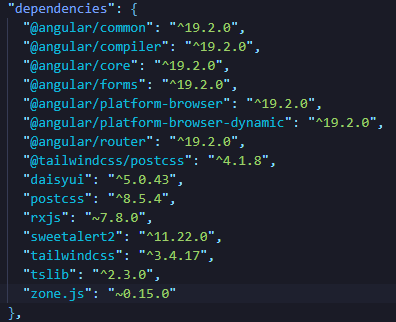 "dependencies": {
"@angular/common": "^19.2.0",
"@angular/compiler": "^19.2.0",
"@angular/core": "^19.2.0",
"@angular/forms": "^19.2.0",
"@angular/platform-browser": "^19.2.0",
"@angular/platform-browser-dynamic": "^19.2.0",
"@angular/router": "^19.2.0",
"@tailwindcss/postcss": "^4.1.8",
"daisyui": "^5.0.43",
"postcss": "^8.5.4",
"rxjs": "~7.8.0",
"sweetalert2": "^11.22.0",
"tailwindcss": "^3.4.17",
"tslib": "^2.3.0",
"zone.js": "~0.15.0"
},